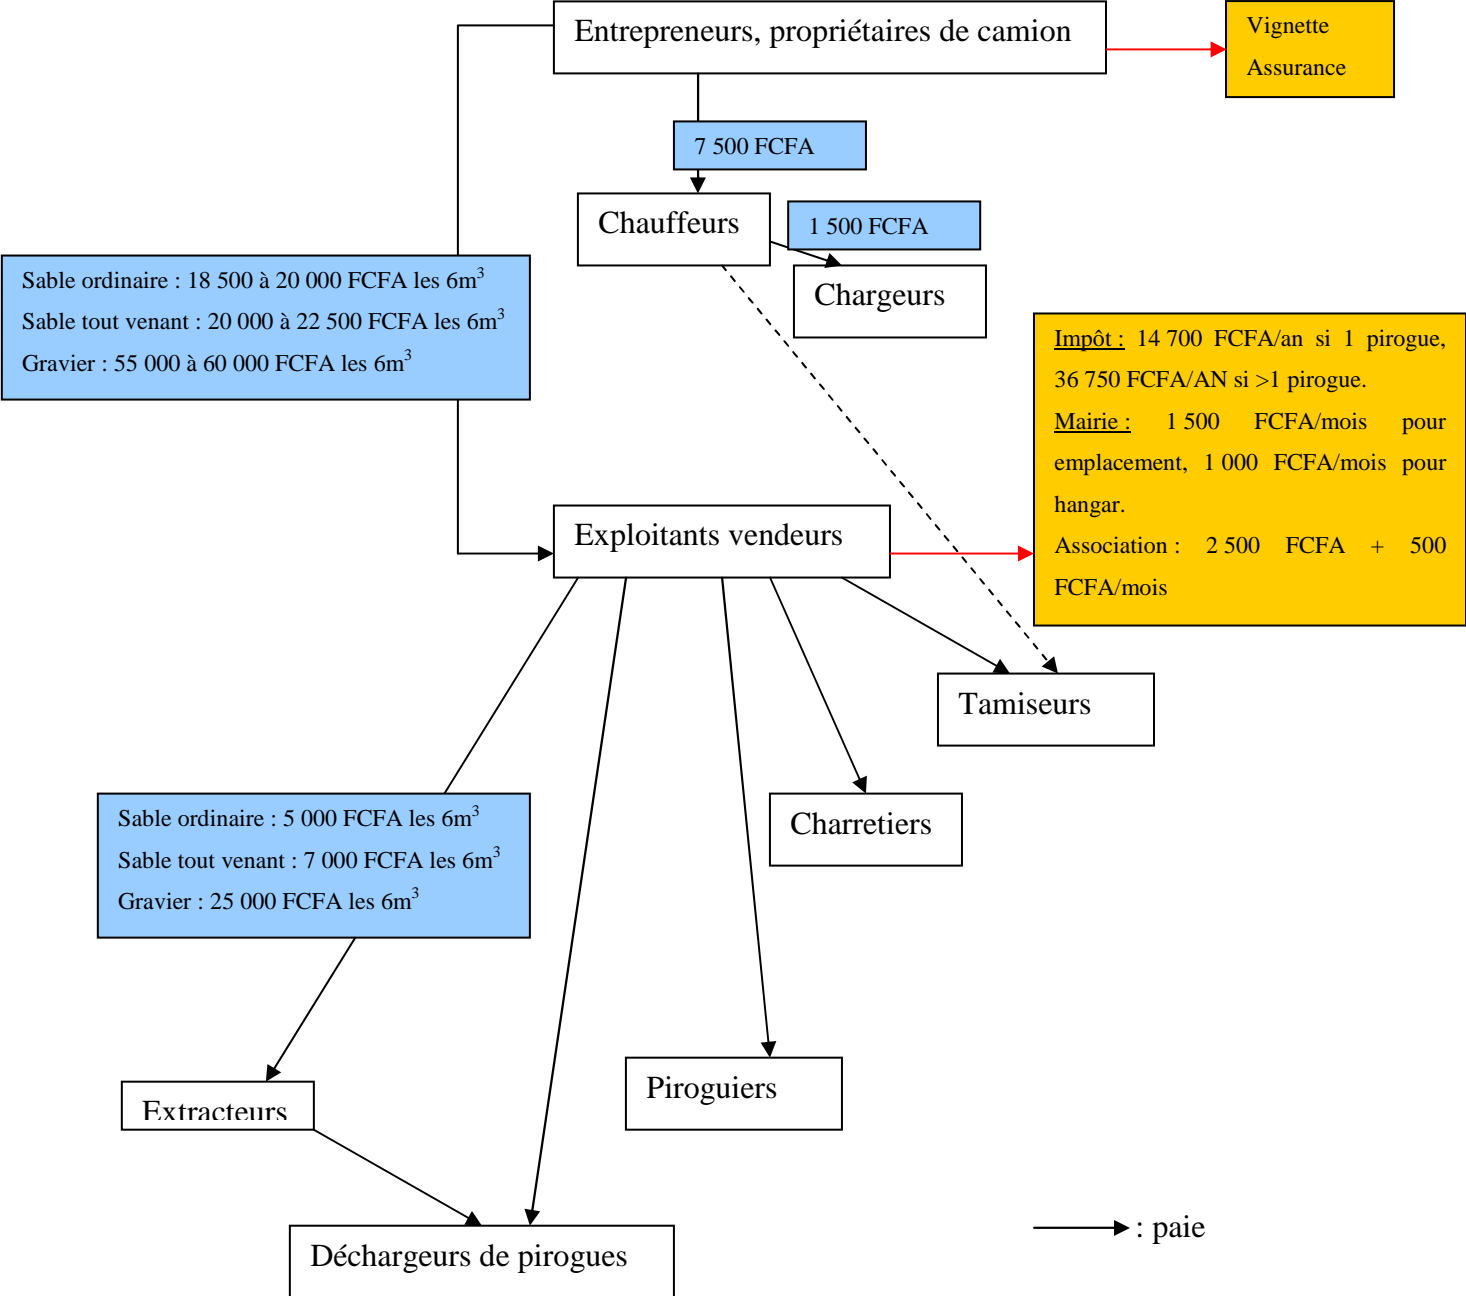 Entrepreneurs, propriétaires de camion
Vignette
Assurance
7 500 FCFA
Chauffeurs
1 500 FCFA
Chargeurs
Sable ordinaire : 18 500 à 20 000 FCFA les 6m³
Sable tout venant : 20 000 à 22 500 FCFA les 6m³
Gravier : 55 000 à 60 000 FCFA les 6m³
Impôt : 14 700 FCFA/an si 1 pirogue,
36 750 FCFA/AN si >1 pirogue.
Mairie : 1 500 FCFA/mois pour
emplacement, 1 000 FCFA/mois pour
hangar.
Association : 2 500 FCFA + 500
FCFA/mois
Exploitants vendeurs
Tamiseurs
Charretiers
Sable ordinaire : 5 000 FCFA les 6m³
Sable tout venant : 7 000 FCFA les 6m³
Gravier : 25 000 FCFA les 6m³
Piroguiers
Extracteurs
Déchargeurs de pirogues
: paie